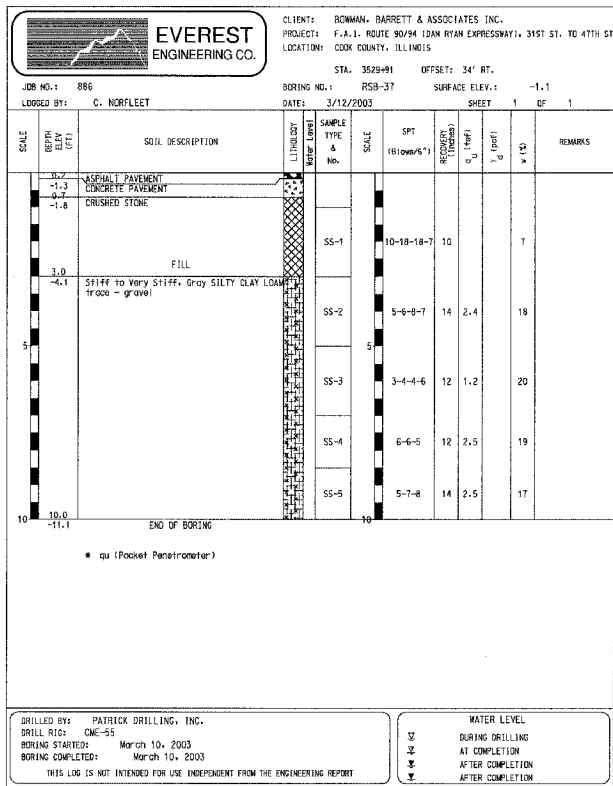 EVEREST
ENGINEERING CO.
CLIENT: BOWMAN, BARRETT & ASSOCIATES INC.
PROJECT: F.A.I. ROUTE 90/94 (DAN RYAN EXPRESSWAY), 31ST ST. TO 47TH ST
LOCATION: COOK COUNTY, ILLINOIS
STA. 3529+91 OFFSET: 34' RT.
JOB NO.: 886 BORING NO.: RSB-37 SURFACE ELEV.: -1.1
LOGGED BY: C. NORFLEET DATE: 3/12/2003 SHEET 1 OF 1
SCALE DEPTH ELEV (FT) SOIL DESCRIPTION LITHOLOGY Water Level SAMPLE TYPE & No. SCALE SPT (Blows/6") RECOVERY (Inches) qu (tsf) γd (pcf) w (%) REMARKS
0.2 ASPHALT PAVEMENT
-1.3 CONCRETE PAVEMENT
0.7
-1.8 CRUSHED STONE
SS-1 10-18-18-7 10 7
FILL
3.0
-4.1 Stiff to Very Stiff, Gray SILTY CLAY LOAM
trace - gravel
SS-2 5-6-8-7 14 2.4 18
5 5
SS-3 3-4-4-6 12 1.2 20
SS-4 6-6-5 12 2.5 19
SS-5 5-7-8 14 2.5 17
10 10.0 10
-11.1 END OF BORING
* qu (Pocket Penetrometer)
DRILLED BY: PATRICK DRILLING, INC.
DRILL RIG: CME-55
BORING STARTED: March 10, 2003
BORING COMPLETED: March 10, 2003
THIS LOG IS NOT INTENDED FOR USE INDEPENDENT FROM THE ENGINEERING REPORT
WATER LEVEL
DURING DRILLING
AT COMPLETION
AFTER COMPLETION
AFTER COMPLETION